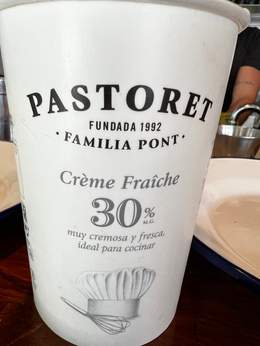 PASTORET
FUNDADA 1992
· FAMILIA PONT ·
Crème Fraîche
30%
M.G.
muy cremosa y fresca,
ideal para cocinar